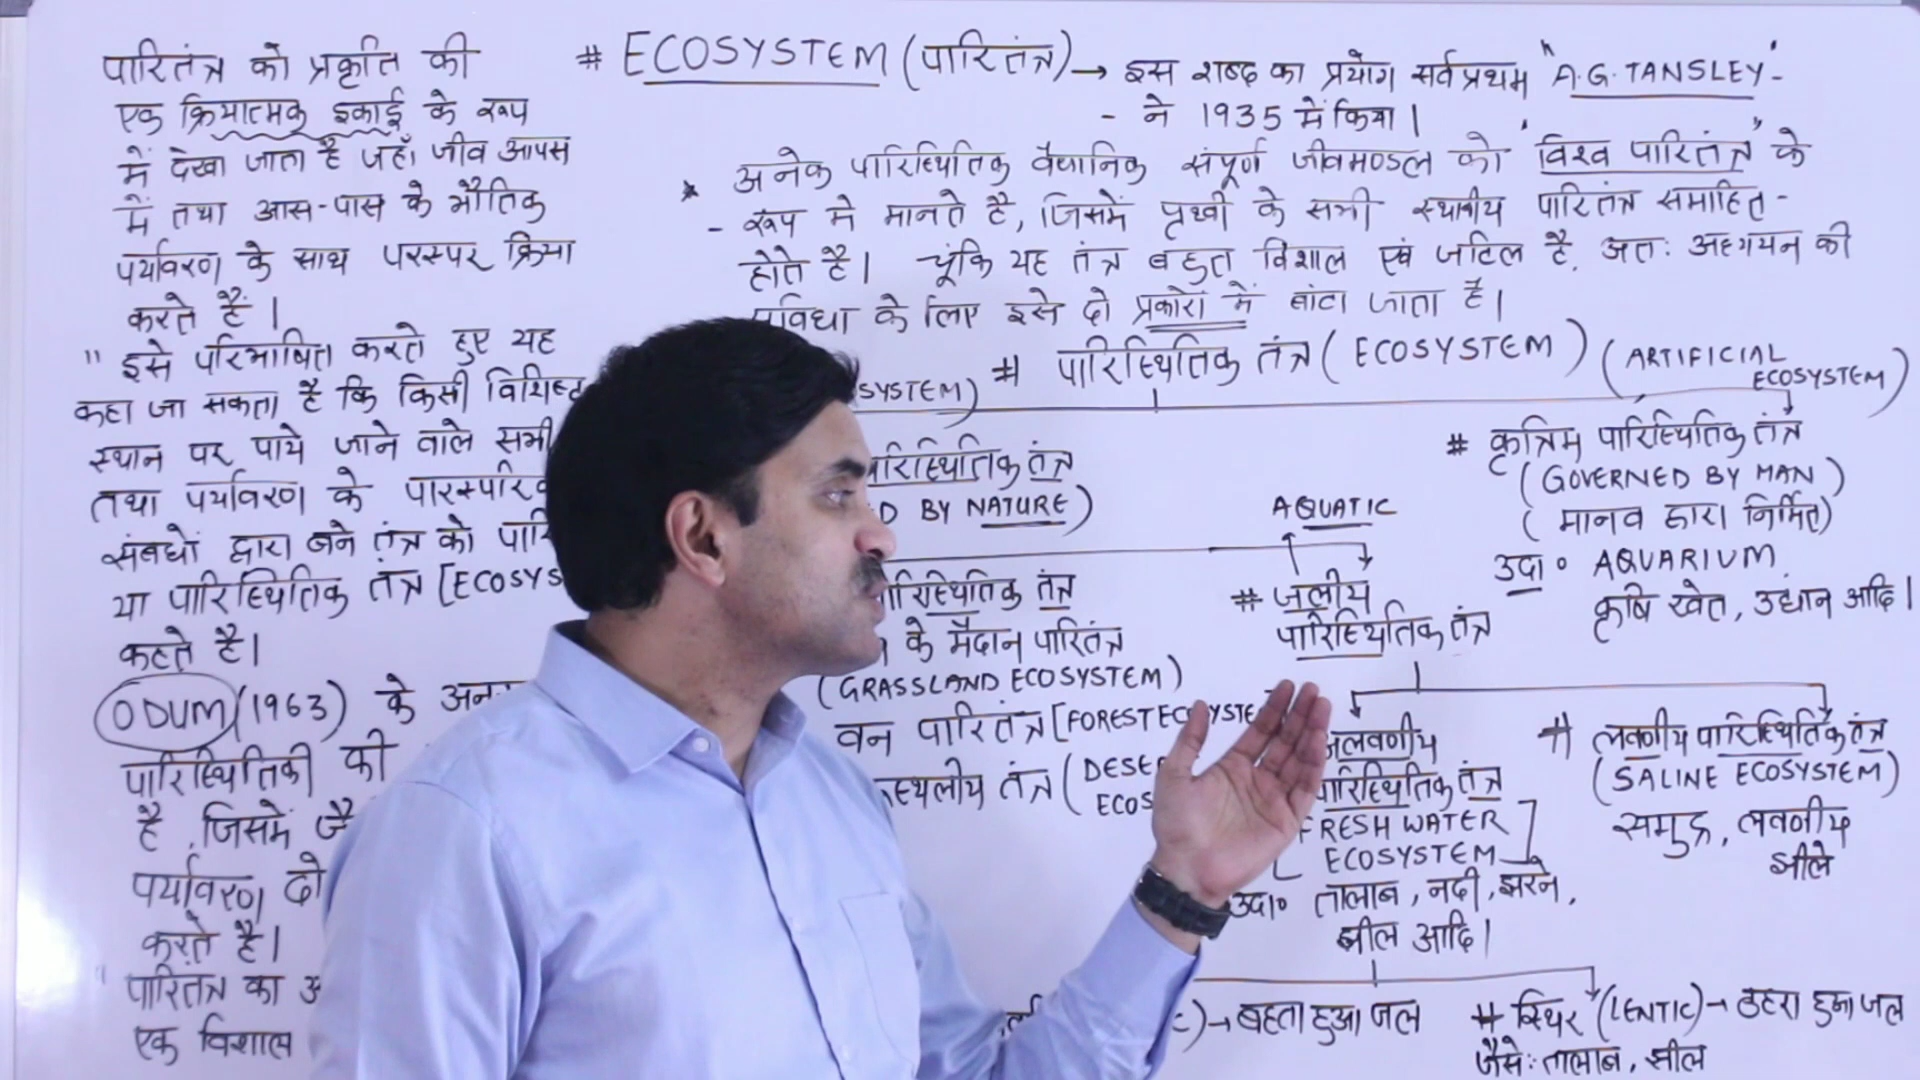 पारितंत्र को प्रकृति की
एक क्रियात्मक इकाई के रूप
में देखा जाता है जहाँ जीव आपस
में तथा आस-पास के भौतिक
पर्यावरण के साथ परस्पर क्रिया
करते हैं।
" इसे परिभाषित करते हुए यह
कहा जा सकता है कि किसी विशिष्ट
स्थान पर पाये जाने वाले सभी
तथा पर्यावरण के
संबधों द्वारा बने तंत्र को
या पारिस्थितिक तंत्र [ECOSYS
कहते है।
ODUM (1963) के
पारिस्थितिकी की
है , जिसमें
पर्यावरण दो
करते है।
" पारितंत्र का
एक विशाल
# ECOSYSTEM (पारितंत्र) → इस शब्द का प्रयोग सर्वप्रथम "A.G. TANSLEY" -
- ने 1935 में किया।
* अनेक पारिस्थितिक वैज्ञानिक संपूर्ण जीवमण्डल को "विश्व पारितंत्र" के
- रूप मे मानते है, जिसमें पृथ्वी के सभी स्थानीय पारितंत्र समाहित -
होते है। चूंकि यह तंत्र बहुत विशाल एवं जटिल है, अतः अध्ययन की
सुविधा के लिए इसे दो प्रकारों में बांटा जाता है।
SYSTEM) # पारिस्थितिक तंत्र (ECOSYSTEM) (ARTIFICIAL
ECOSYSTEM)
पारिस्थितिक तंत्र
D BY NATURE)
# कृत्रिम पारिस्थितिक तंत्र
(GOVERNED BY MAN)
(मानव द्वारा निर्मित)
उदा॰ AQUARIUM
कृषि खेत, उद्यान आदि।
AQUATIC
पारिस्थितिक तंत्र
के मैदान पारितंत्र
(GRASSLAND ECOSYSTEM)
वन पारितंत्र [FOREST ECOSYSTE
स्थलीय तंत्र (DESE
ECOS
# जलीय
पारिस्थितिक तंत्र
अलवणीय
पारिस्थितिक तंत्र
[FRESH WATER
ECOSYSTEM]
उदा॰ तालाब, नदी, झरने,
झील आदि।
# लवणीय पारिस्थितिक तंत्र
(SALINE ECOSYSTEM)
समुद्र, लवणीय
झीले
C) → बहता हुआ जल
# स्थिर (LENTIC) → ठहरा हुआ जल
जैसे: तालाब, झील